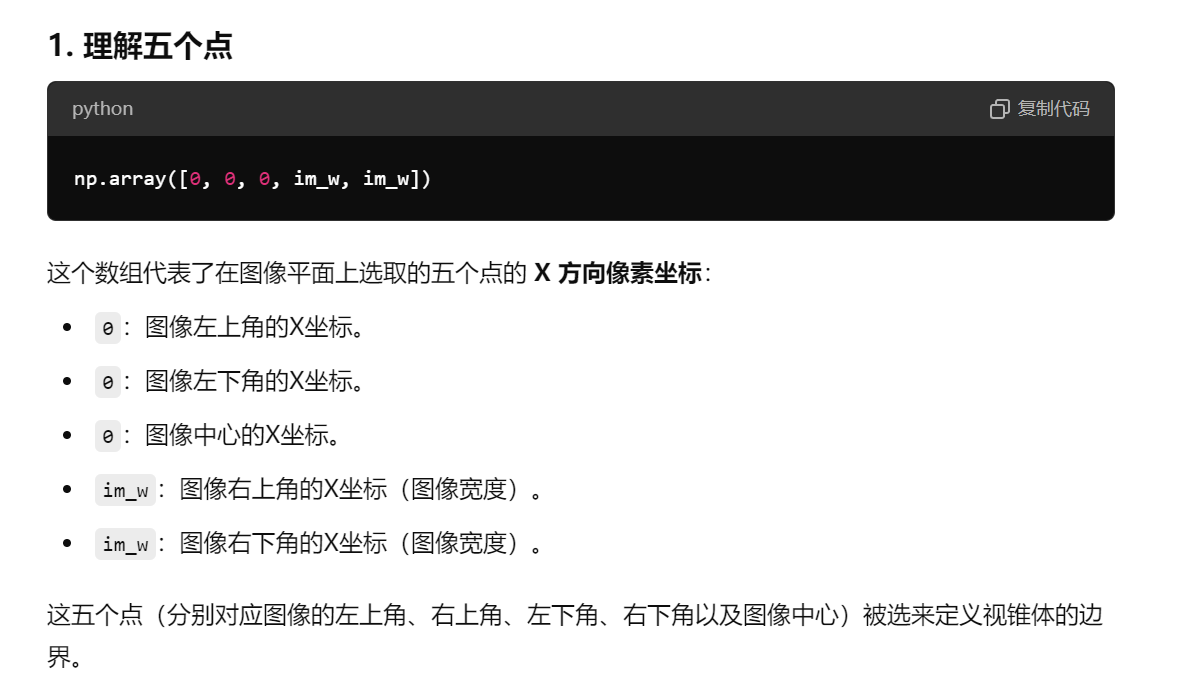 1. 理解五个点
python
复制代码
np.array([0, 0, 0, im_w, im_w])
这个数组代表了在图像平面上选取的五个点的 X 方向像素坐标：
• 0：图像左上角的X坐标。
• 0：图像左下角的X坐标。
• 0：图像中心的X坐标。
• im_w：图像右上角的X坐标（图像宽度）。
• im_w：图像右下角的X坐标（图像宽度）。
这五个点（分别对应图像的左上角、右上角、左下角、右下角以及图像中心）被选来定义视锥体的边
界。